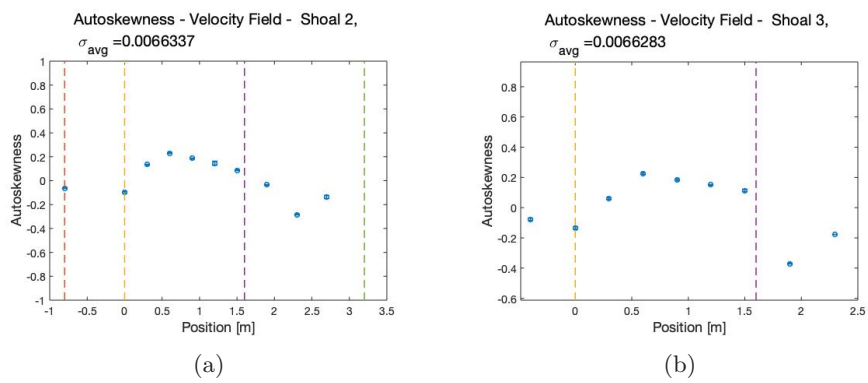 Autoskewness - Velocity Field - Shoal 2,
σavg =0.0066337
1
0.8
0.6
0.4
0.2
0
-0.2
-0.4
-0.6
-0.8
-1
Autoskewness
-1 -0.5 0 0.5 1 1.5 2 2.5 3 3.5
Position [m]
(a)
Autoskewness - Velocity Field - Shoal 3,
σavg =0.0066283
0.8
0.6
0.4
0.2
0
-0.2
-0.4
-0.6
Autoskewness
0 0.5 1 1.5 2 2.5
Position [m]
(b)